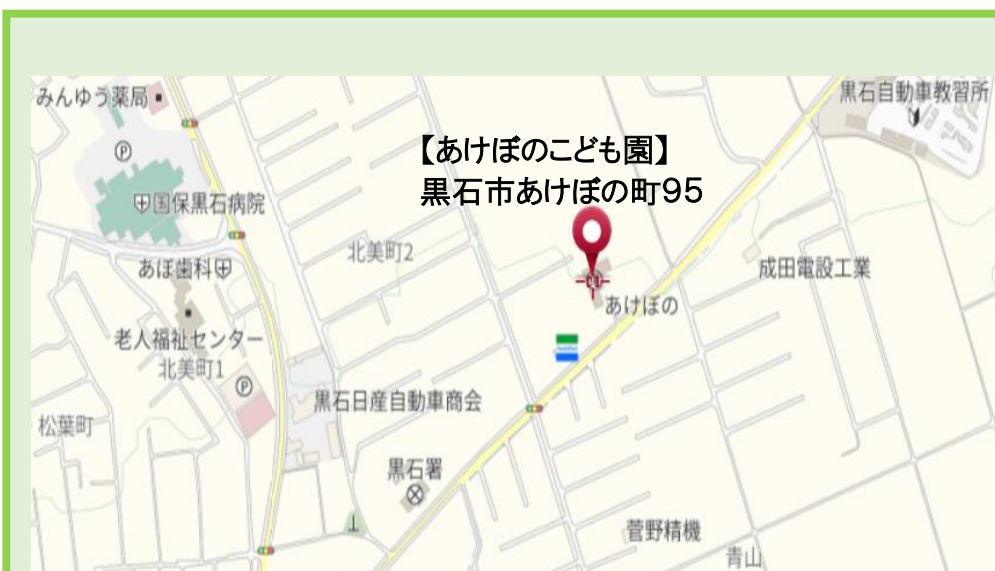 みんゆう薬局
黒石自動車教習所
【あけぼのこども園】
黒石市あけぼの町95
国保黒石病院
北美町2
あぼ歯科
成田電設工業
あけぼの
老人福祉センター
北美町1
黒石日産自動車商会
松葉町
黒石署
菅野精機
青山